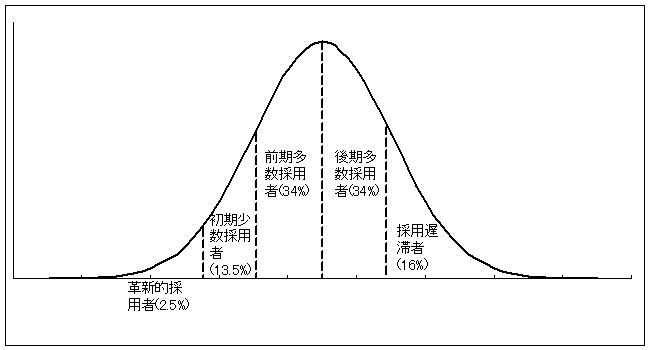 革新的採
用者(2.5%)
初期少
数採用
者
(13.5%)
前期多
数採用
者(34%)
後期多
数採用
者(34%)
採用遅
滞者
(16%)